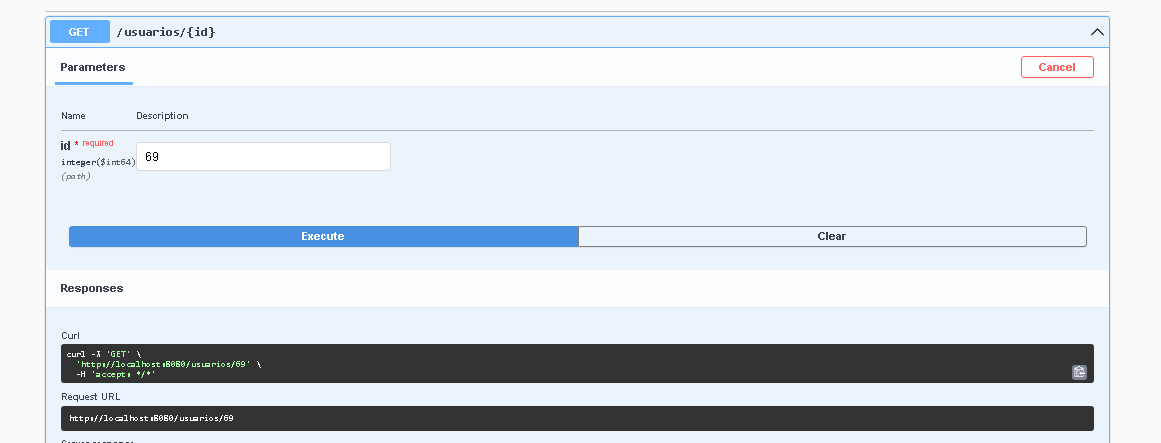 GET /usuarios/{id}
Parameters
Cancel
Name Description
id * required
integer($int64)
(path)
69
Execute Clear
Responses
Curl
curl -X 'GET' \
'http://localhost:8080/usuarios/69' \
-H 'accept: */*'
Request URL
http://localhost:8080/usuarios/69